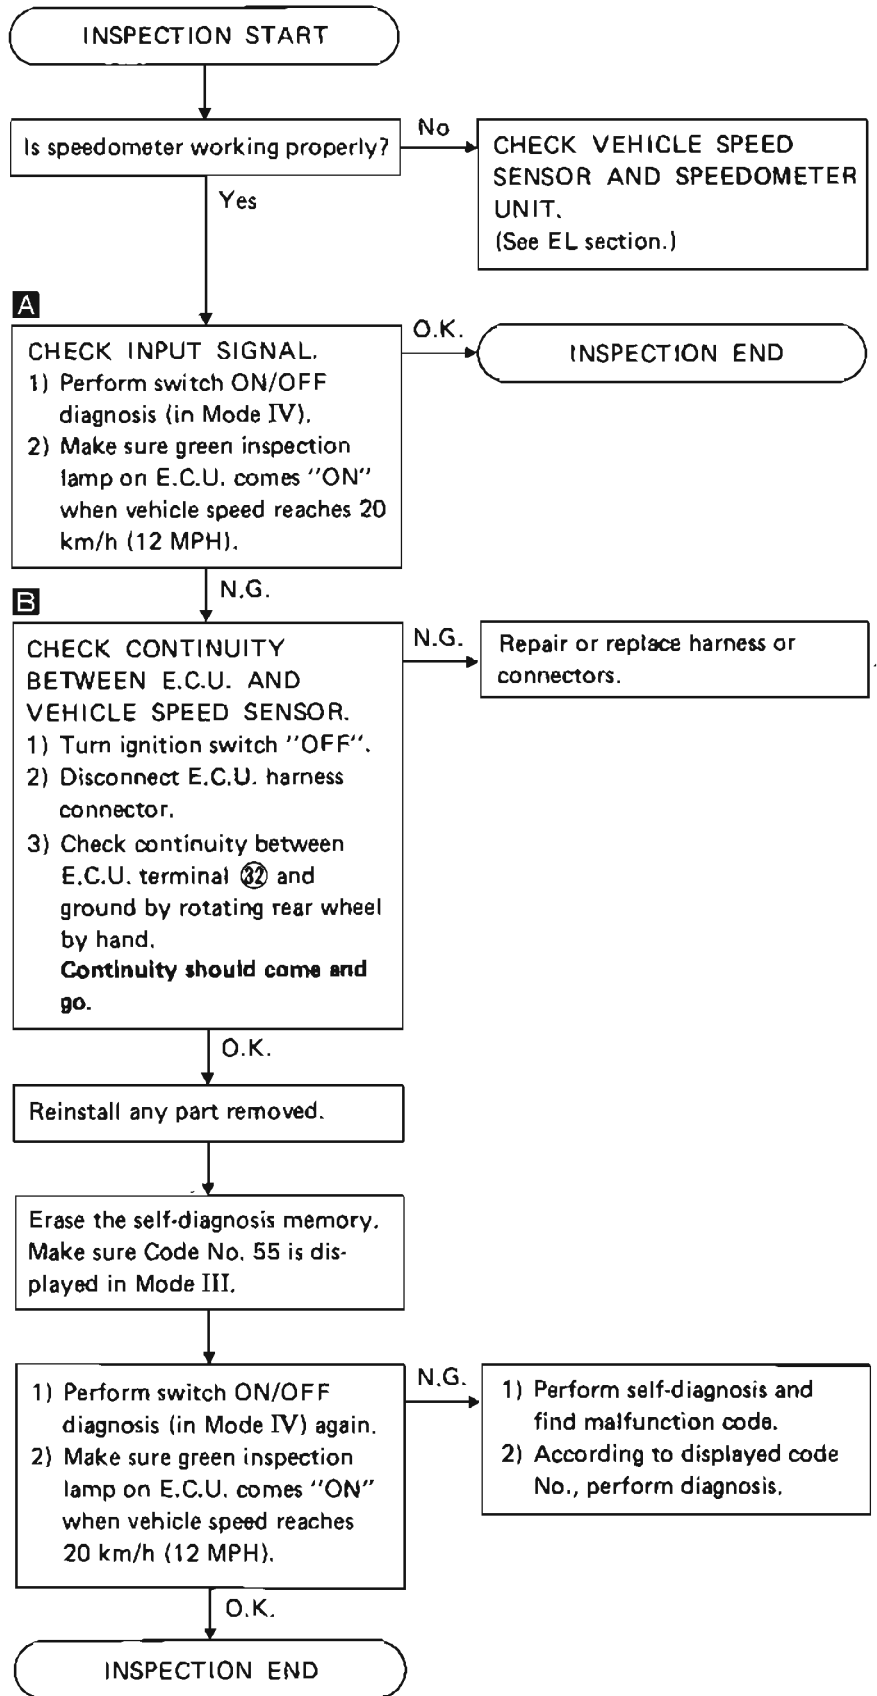 INSPECTION START
Is speedometer working properly?
No
CHECK VEHICLE SPEED
SENSOR AND SPEEDOMETER
UNIT.
(See EL section.)
Yes
A
CHECK INPUT SIGNAL.
1) Perform switch ON/OFF
diagnosis (in Mode IV).
2) Make sure green inspection
lamp on E.C.U. comes "ON"
when vehicle speed reaches 20
km/h (12 MPH).
O.K.
INSPECTION END
N.G.
B
CHECK CONTINUITY
BETWEEN E.C.U. AND
VEHICLE SPEED SENSOR.
1) Turn ignition switch "OFF".
2) Disconnect E.C.U. harness
connector.
3) Check continuity between
E.C.U. terminal ㉜ and
ground by rotating rear wheel
by hand.
Continuity should come and
go.
N.G.
Repair or replace harness or
connectors.
O.K.
Reinstall any part removed.
Erase the self-diagnosis memory.
Make sure Code No. 55 is dis-
played in Mode III.
1) Perform switch ON/OFF
diagnosis (in Mode IV) again.
2) Make sure green inspection
lamp on E.C.U. comes "ON"
when vehicle speed reaches
20 km/h (12 MPH).
N.G.
1) Perform self-diagnosis and
find malfunction code.
2) According to displayed code
No., perform diagnosis.
O.K.
INSPECTION END